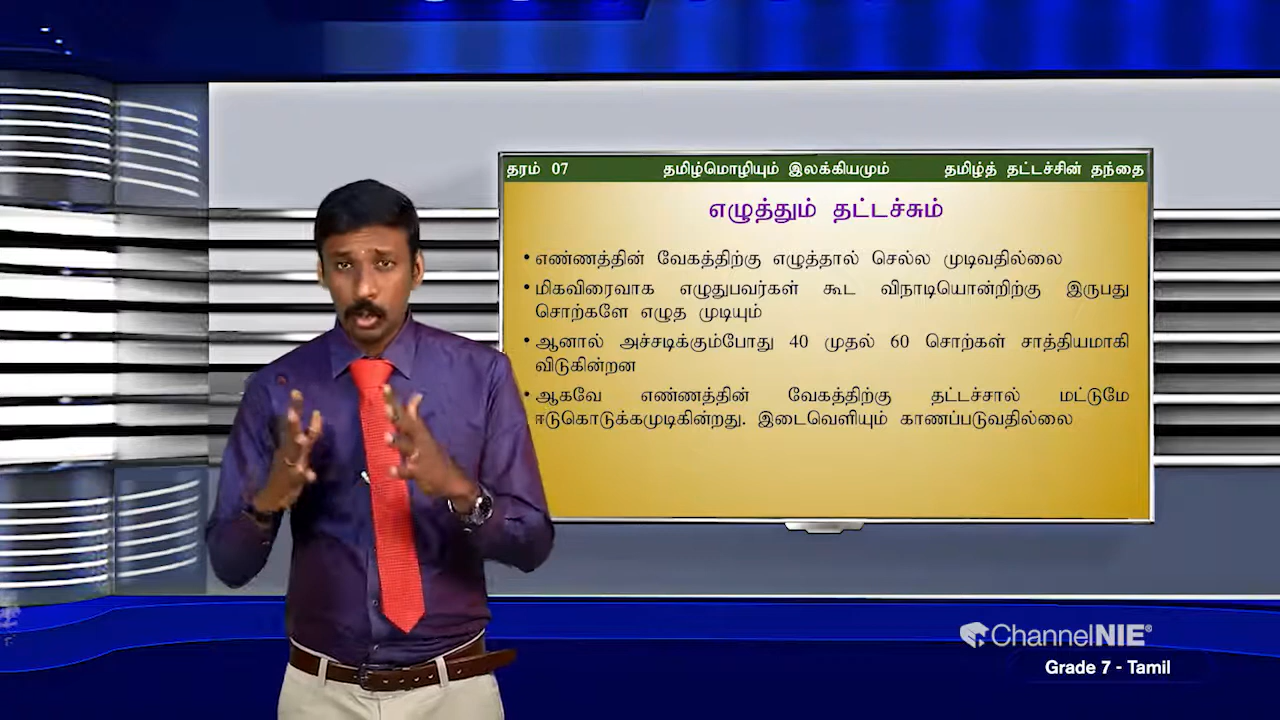 தரம் 07 தமிழ்மொழியும் இலக்கியமும் தமிழ்த் தட்டச்சின் தந்தை
எழுத்தும் தட்டச்சும்
• எண்ணத்தின் வேகத்திற்கு எழுத்தால் செல்ல முடிவதில்லை
• மிகவிரைவாக எழுதுபவர்கள் கூட விநாடியொன்றிற்கு இருபது
சொற்களே எழுத முடியும்
• ஆனால் அச்சடிக்கும்போது 40 முதல் 60 சொற்கள் சாத்தியமாகி
விடுகின்றன
• ஆகவே எண்ணத்தின் வேகத்திற்கு தட்டச்சால் மட்டுமே
ஈடுகொடுக்கமுடிகின்றது. இடைவெளியும் காணப்படுவதில்லை
ChannelNIE®
Grade 7 - Tamil